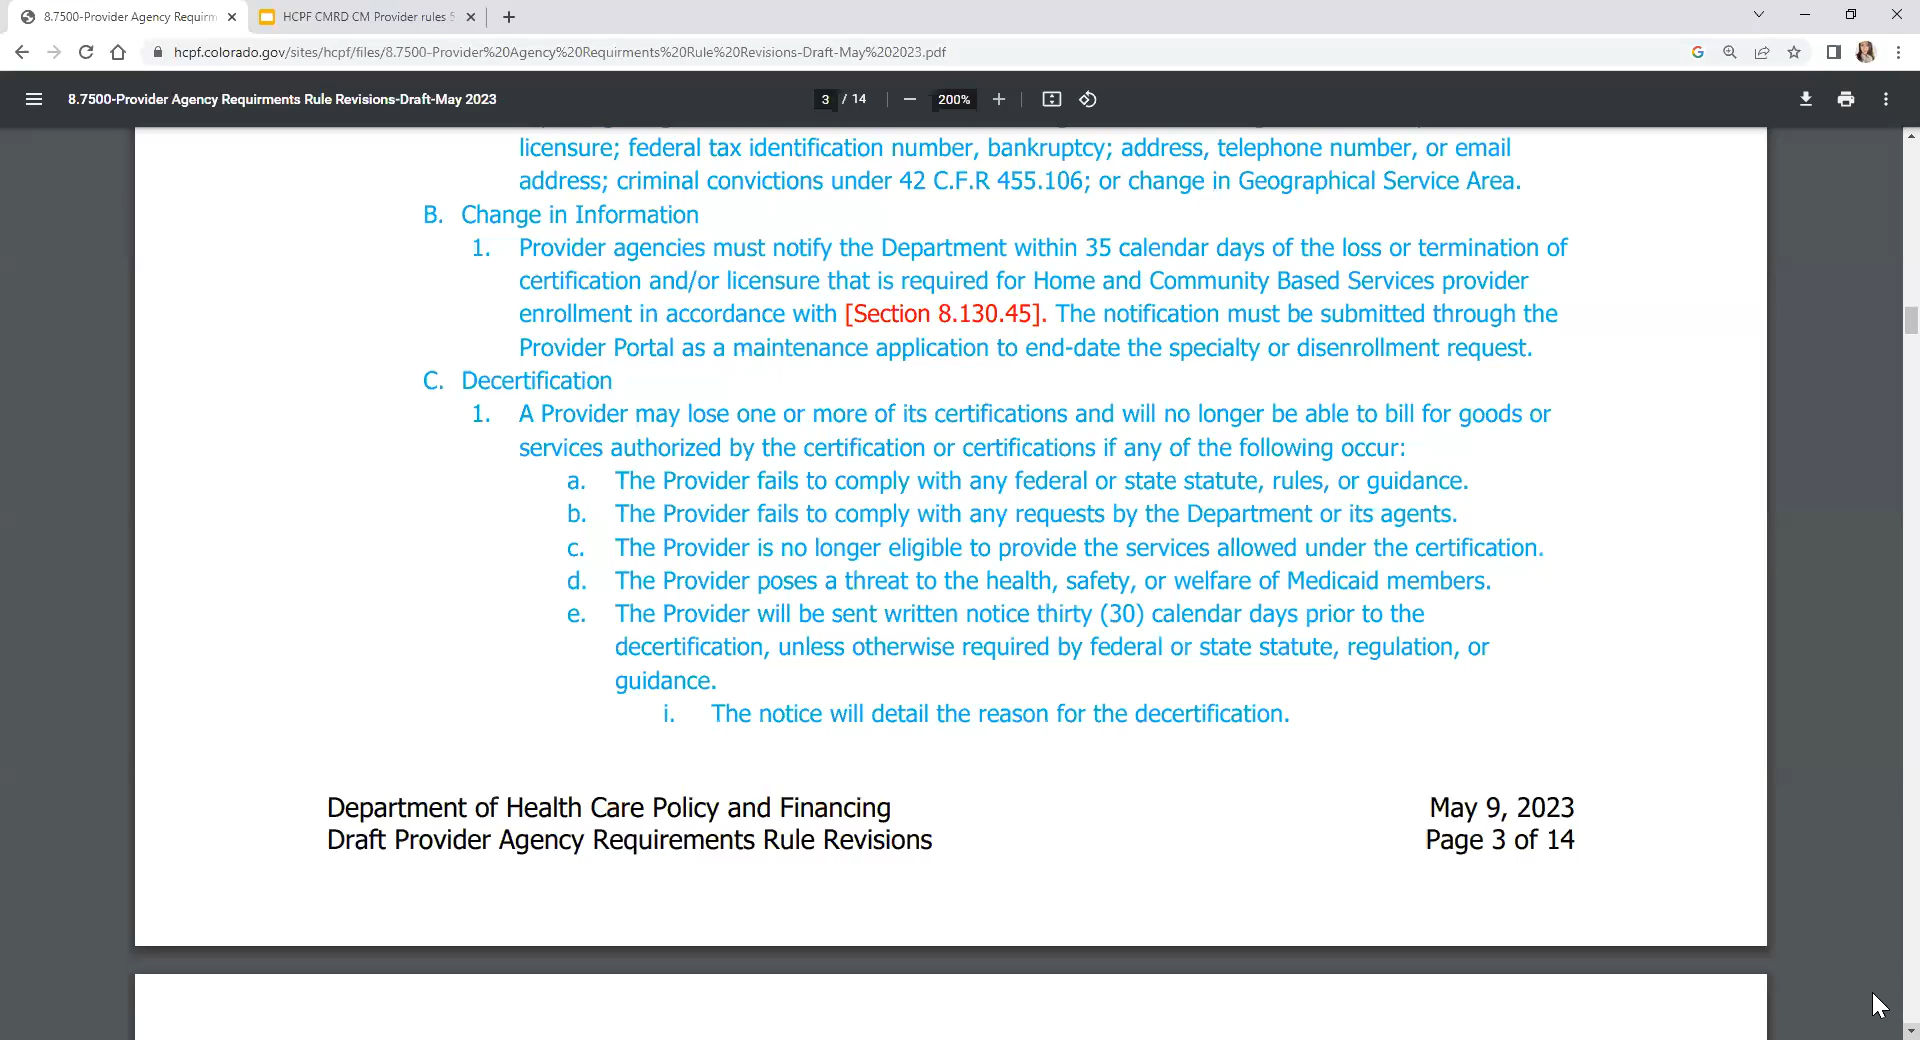 8.7500-Provider Agency Requirm
HCPF CMRD CM Provider rules 5
hcpf.colorado.gov/sites/hcpf/files/8.7500-Provider%20Agency%20Requirments%20Rule%20Revisions-Draft-May%202023.pdf
8.7500-Provider Agency Requirments Rule Revisions-Draft-May 2023
3 / 14
200%
licensure; federal tax identification number, bankruptcy; address, telephone number, or email
address; criminal convictions under 42 C.F.R 455.106; or change in Geographical Service Area.
B. Change in Information
1. Provider agencies must notify the Department within 35 calendar days of the loss or termination of
certification and/or licensure that is required for Home and Community Based Services provider
enrollment in accordance with [Section 8.130.45]. The notification must be submitted through the
Provider Portal as a maintenance application to end-date the specialty or disenrollment request.
C. Decertification
1. A Provider may lose one or more of its certifications and will no longer be able to bill for goods or
services authorized by the certification or certifications if any of the following occur:
a. The Provider fails to comply with any federal or state statute, rules, or guidance.
b. The Provider fails to comply with any requests by the Department or its agents.
c. The Provider is no longer eligible to provide the services allowed under the certification.
d. The Provider poses a threat to the health, safety, or welfare of Medicaid members.
e. The Provider will be sent written notice thirty (30) calendar days prior to the
decertification, unless otherwise required by federal or state statute, regulation, or
guidance.
i. The notice will detail the reason for the decertification.
Department of Health Care Policy and Financing
May 9, 2023
Draft Provider Agency Requirements Rule Revisions
Page 3 of 14